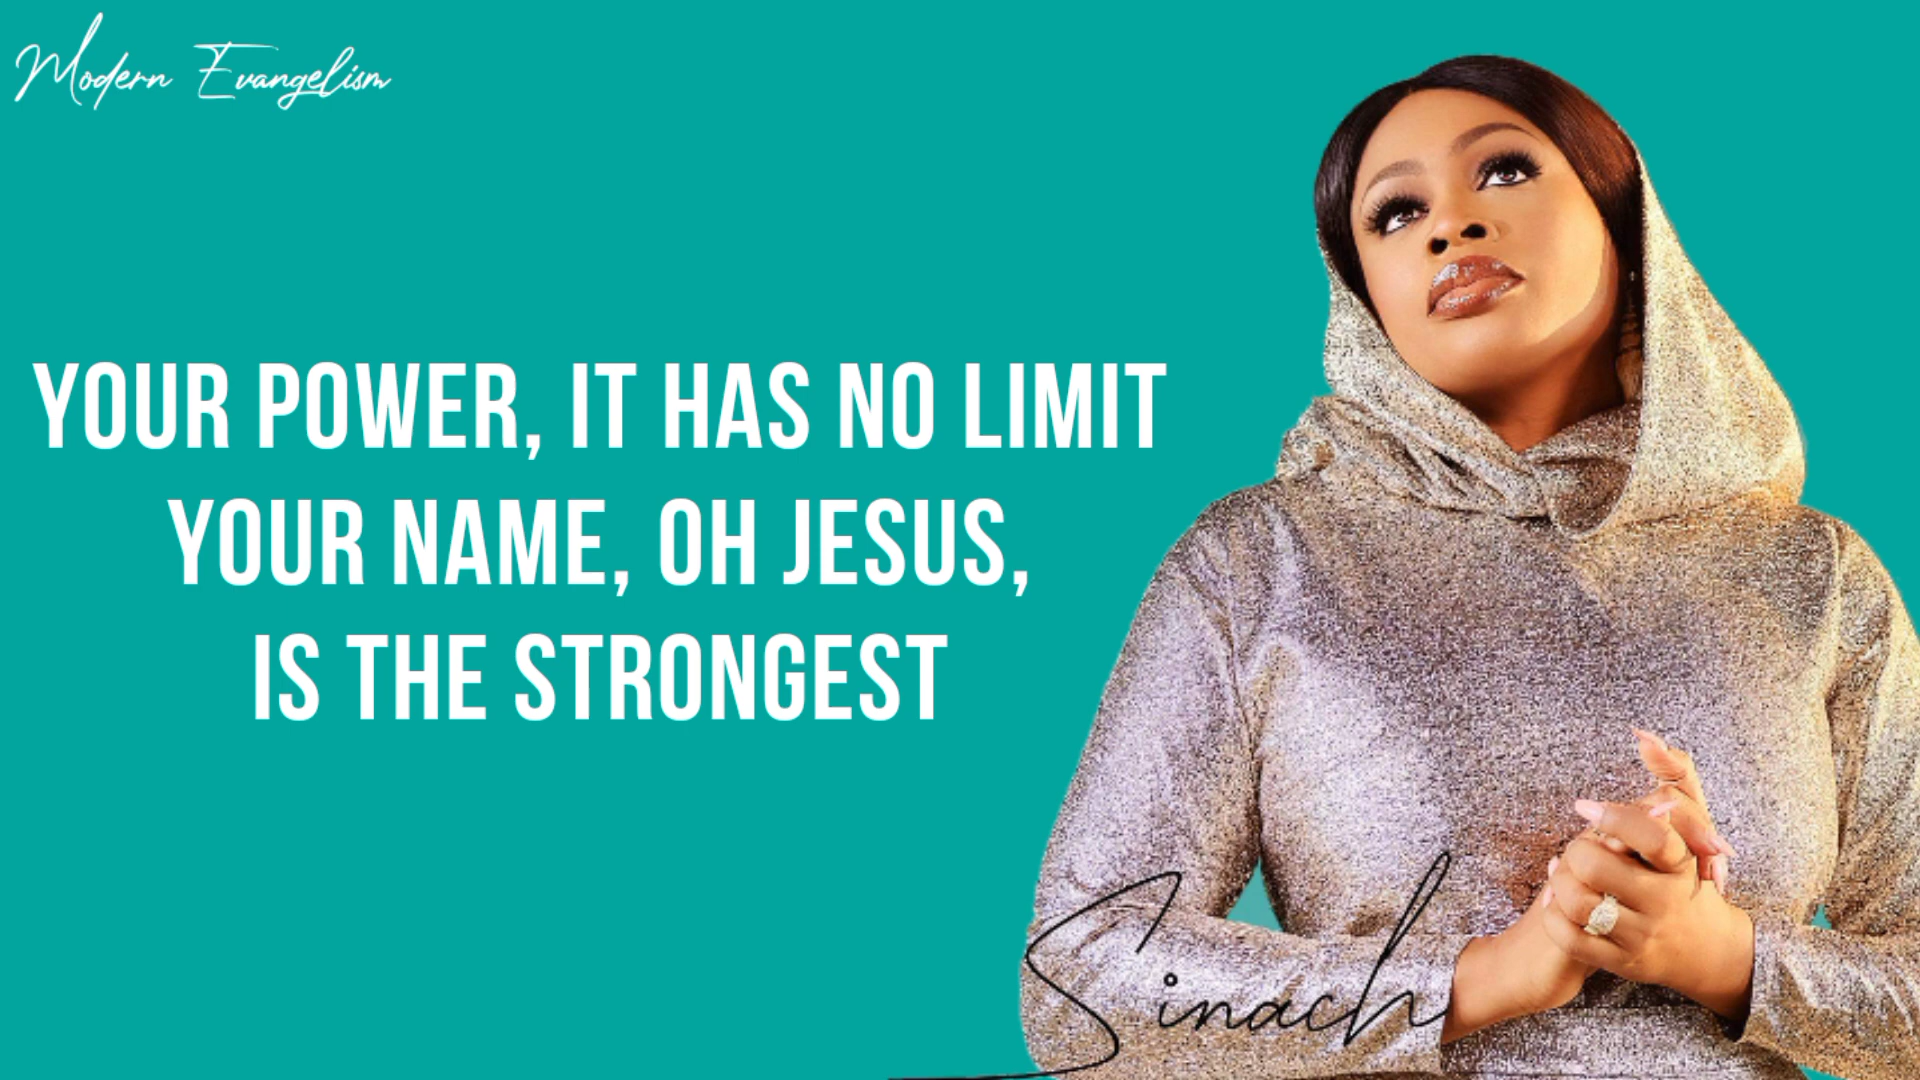 Modern Evangelism
YOUR POWER, IT HAS NO LIMIT
YOUR NAME, OH JESUS,
IS THE STRONGEST
Sinach